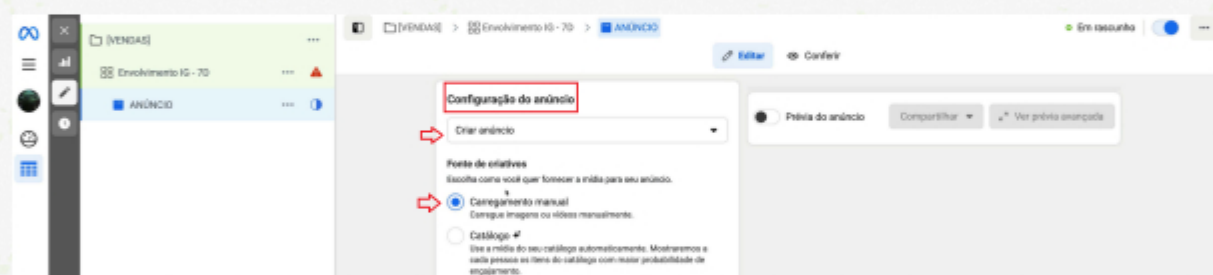 [VENDAS]
Envolvimento IG - 7D
ANÚNCIO
[VENDAS] > Envolvimento IG - 7D > ANÚNCIO
Em rascunho
Editar
Conferir
Configuração do anúncio
Criar anúncio
Prévia do anúncio
Compartilhar
Ver prévia avançada
Fonte de criativos
Escolha como você quer fornecer a mídia para seu anúncio.
Carregamento manual
Carregue imagens ou vídeos manualmente.
Catálogo
Use a mídia do seu catálogo automaticamente. Mostraremos a
cada pessoa os itens do catálogo com maior probabilidade de
engajamento.